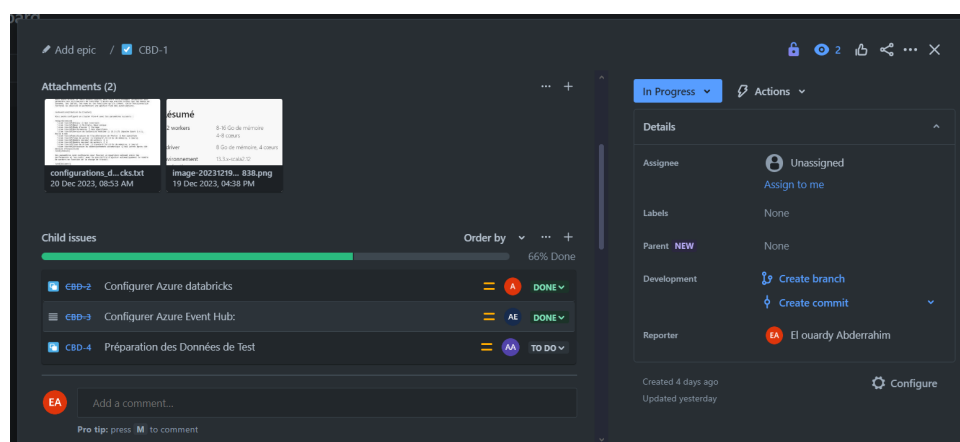 Add epic / CBD-1
2
Attachments (2)
ésumé
2 workers 8-16 Go de mémoire
4-8 cœurs
driver 8 Go de mémoire, 4 cœurs
configurations_d...cks.txt
20 Dec 2023, 08:53 AM
image-20231219... 838.png
19 Dec 2023, 04:38 PM
Child issues
Order by
66% Done
CBD-2 Configurer Azure databricks A DONE
CBD-3 Configurer Azure Event Hub: AE DONE
CBD-4 Préparation des Données de Test AA TO DO
EA Add a comment...
Pro tip: press M to comment
In Progress
Actions
Details
Assignee Unassigned
Assign to me
Labels None
Parent NEW None
Development Create branch
Create commit
Reporter EA El ouardy Abderrahim
Created 4 days ago
Updated yesterday
Configure